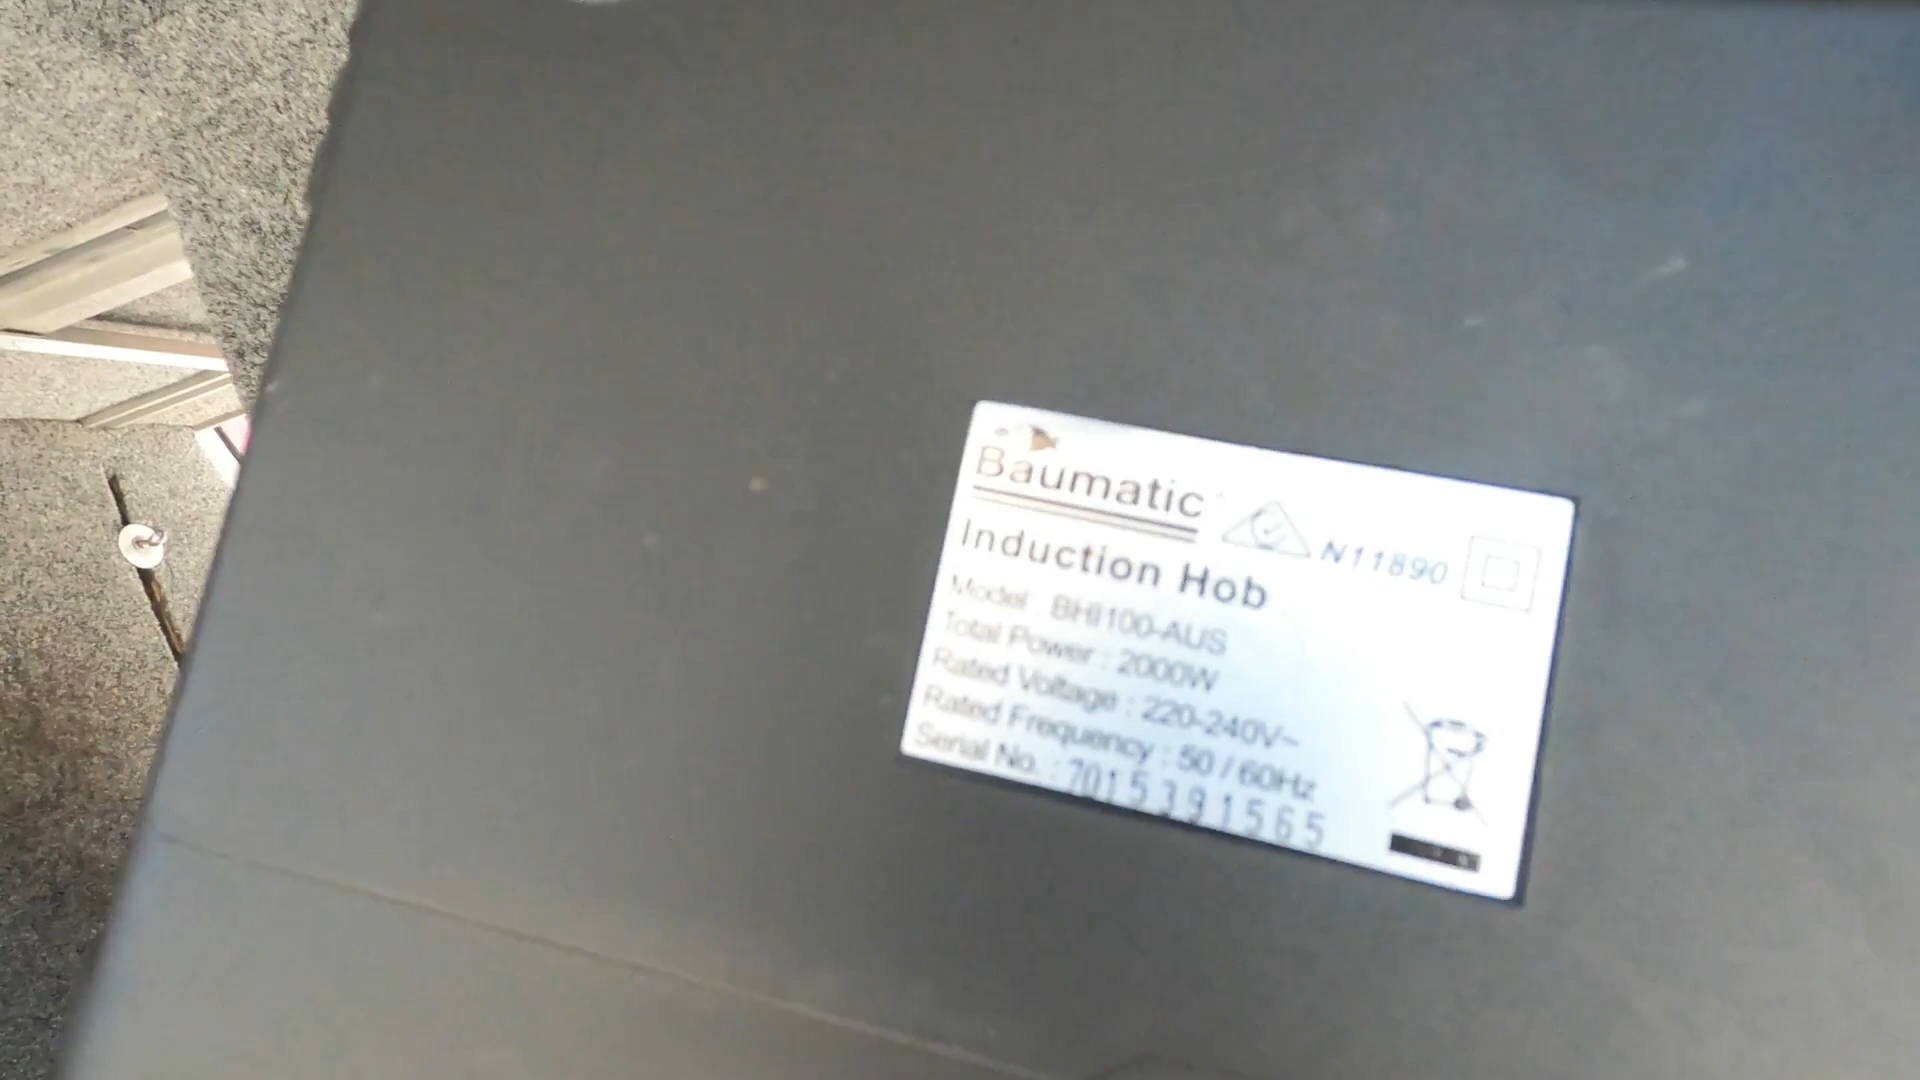 Baumatic
N11890
Induction Hob
Model : BHI100-AUS
Total Power : 2000W
Rated Voltage : 220-240V~
Rated Frequency : 50 / 60Hz
Serial No. : 7015391565